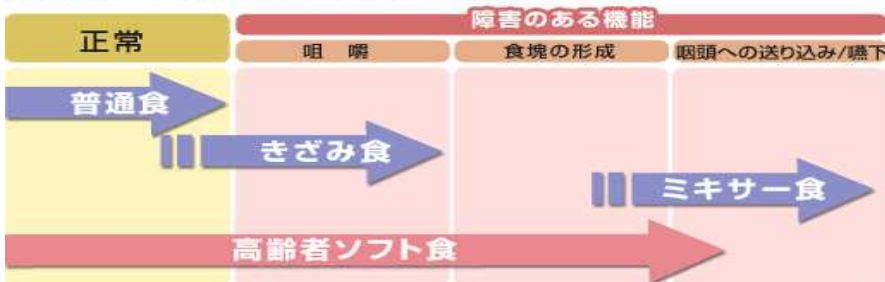 障害のある機能
正常
咀 嚼
食塊の形成
咽頭への送り込み/嚥下
普通食
きざみ食
ミキサー食
高齢者ソフト食